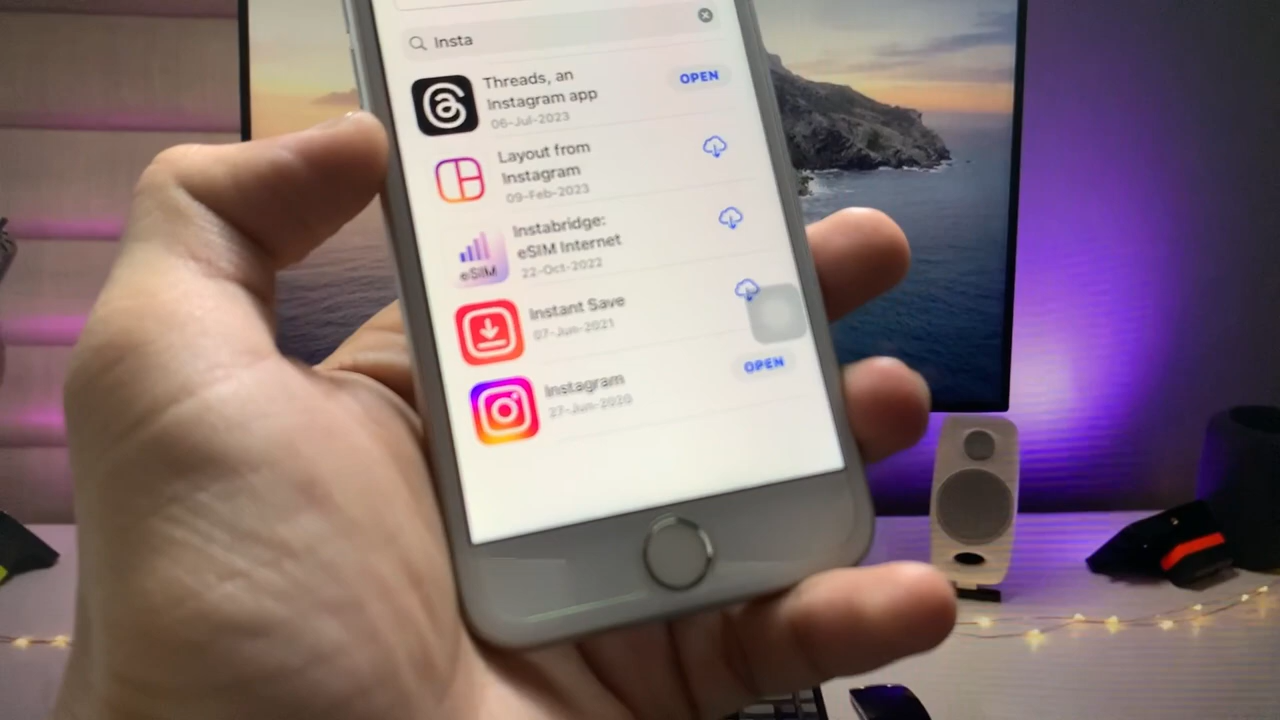 Insta
Threads, an
Instagram app
06-Jul-2023
OPEN
Layout from
Instagram
09-Feb-2023
Instabridge:
eSIM Internet
22-Oct-2022
eSIM
Instant Save
07-Jun-2021
Instagram
27-Jun-2020
OPEN